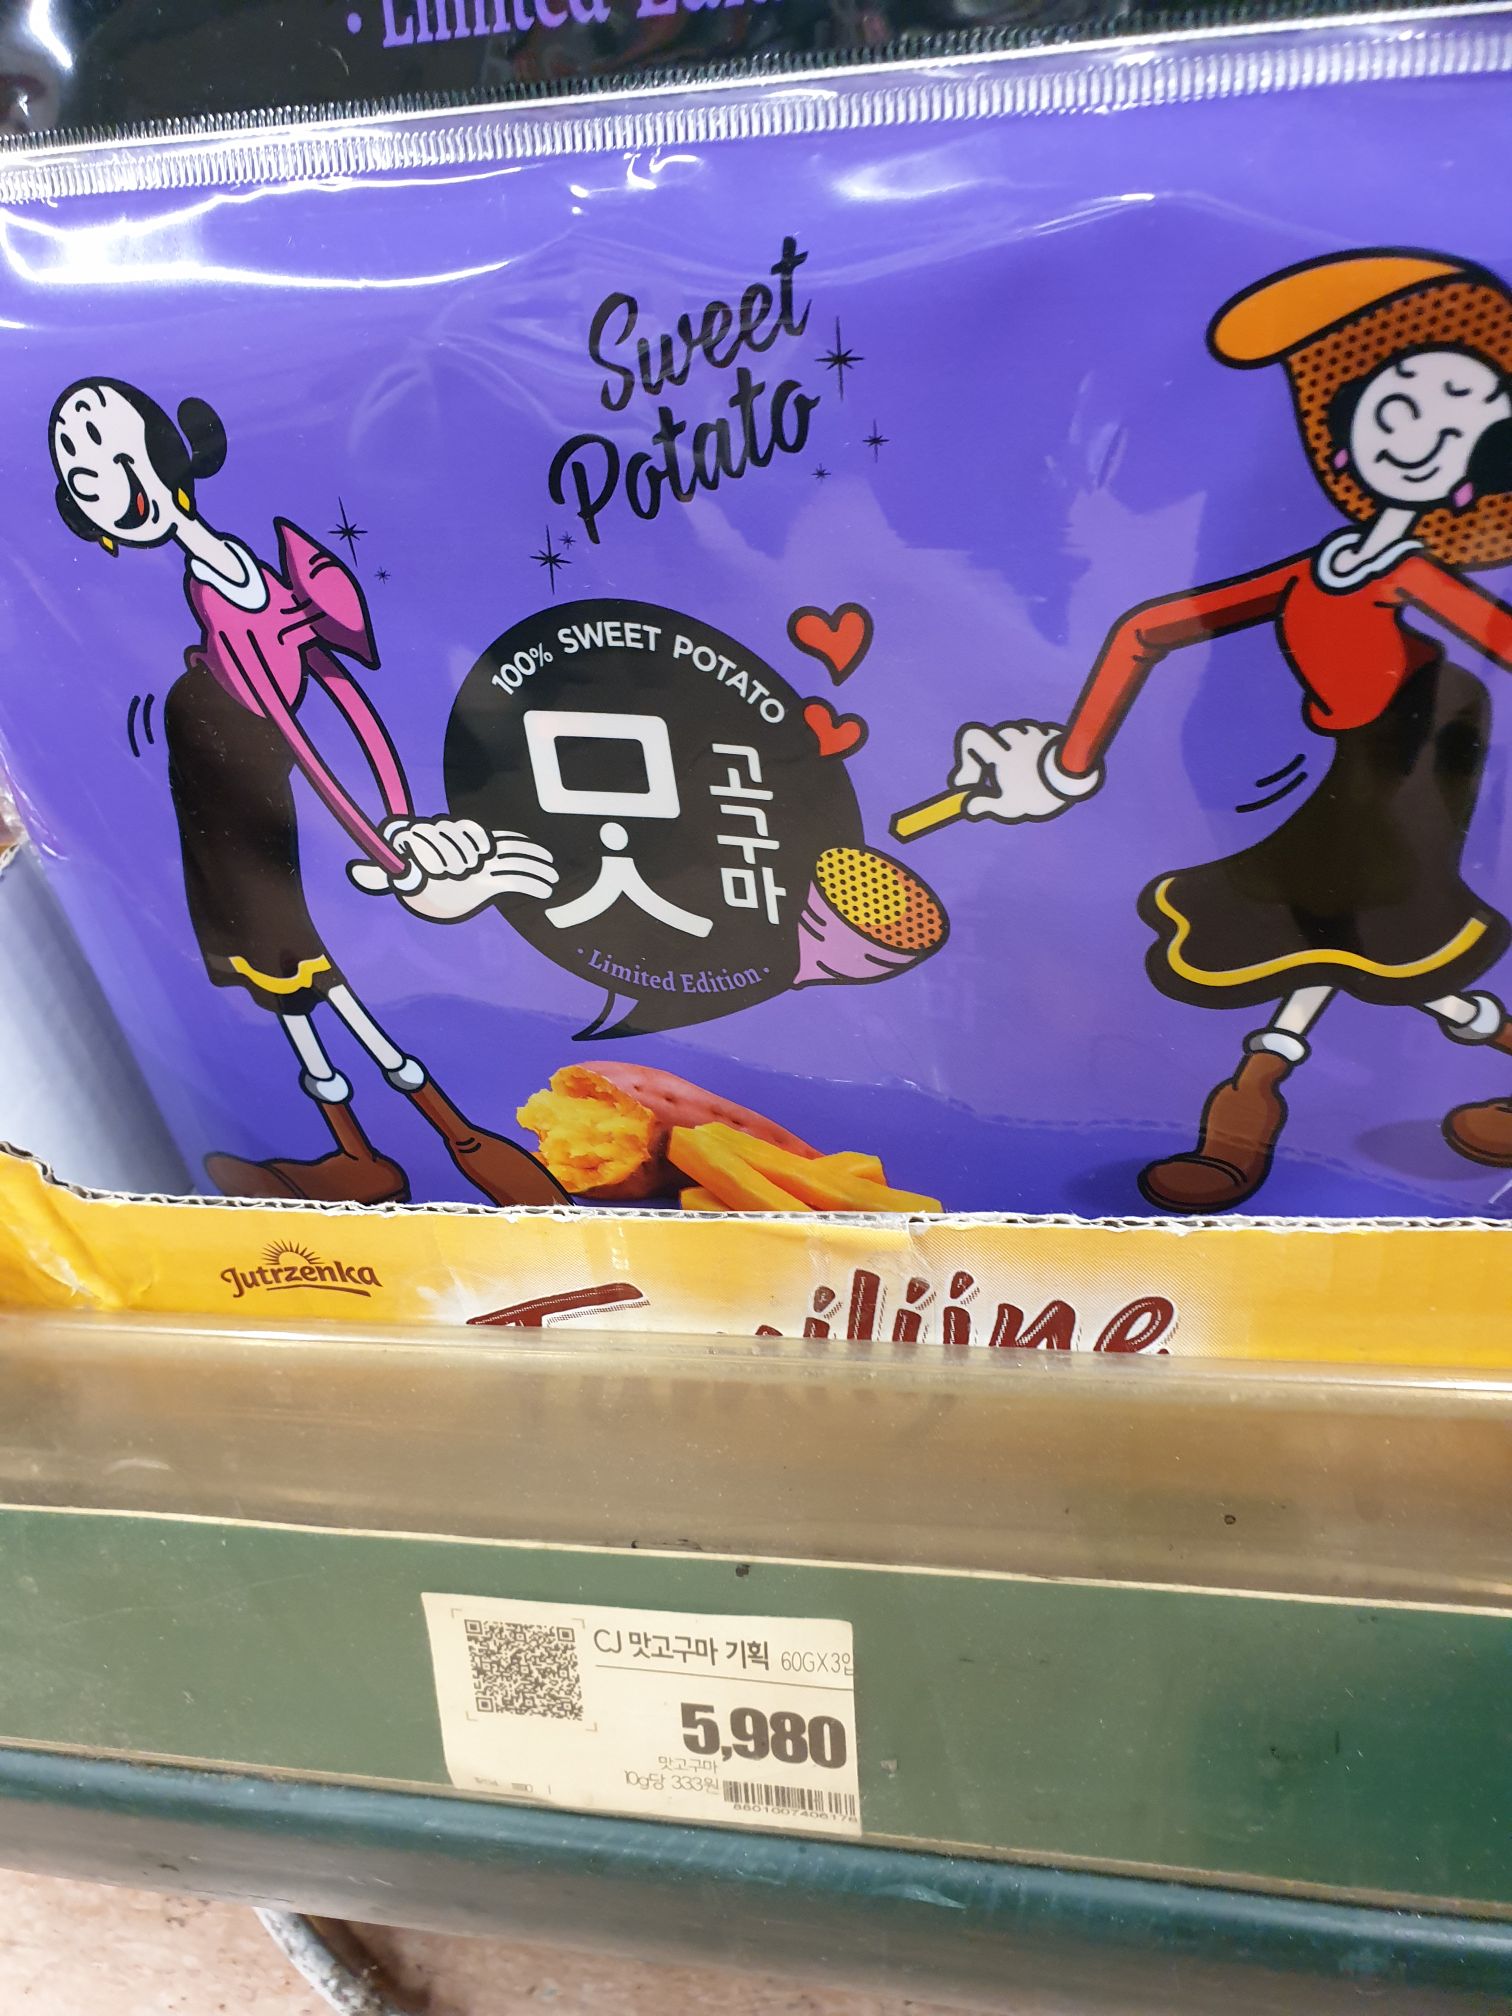 · Limited
Sweet
Potato
100% SWEET POTATO
맛
고구마
· Limited Edition ·
Jutrzenka
Familijne
CJ 맛고구마 기획 60GX3입
5,980
맛고구마
10g당 333원
8801007406176